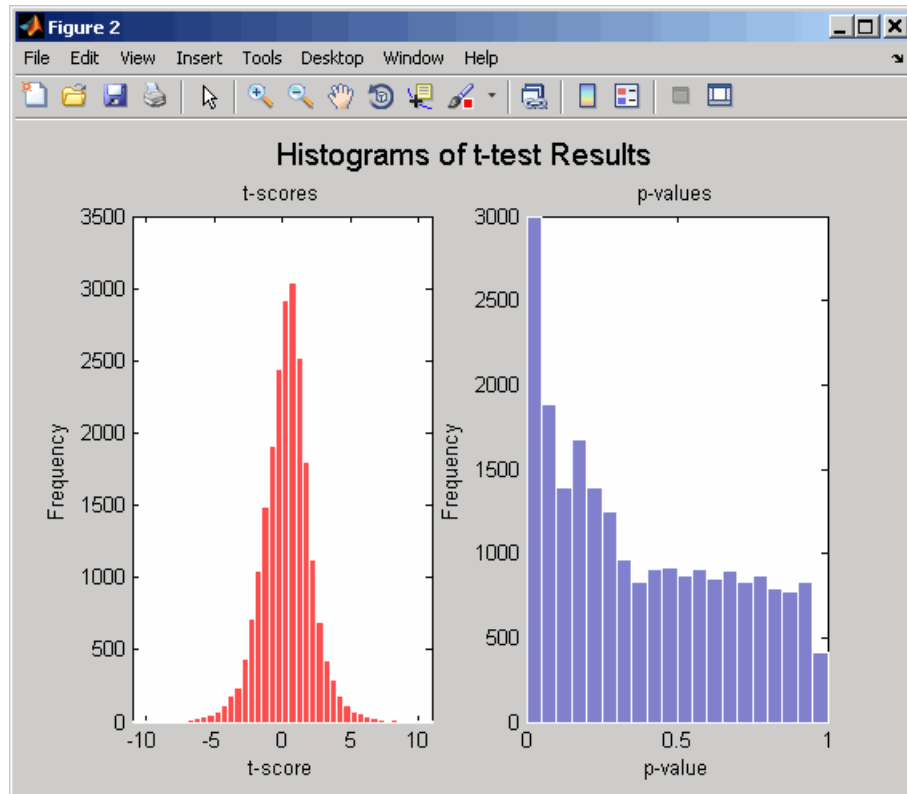 Figure 2
File Edit View Insert Tools Desktop Window Help
Histograms of t-test Results
t-scores
3500
3000
2500
2000
1500
1000
500
0
Frequency
-10 -5 0 5 10
t-score
p-values
3000
2500
2000
1500
1000
500
0
Frequency
0 0.5 1
p-value